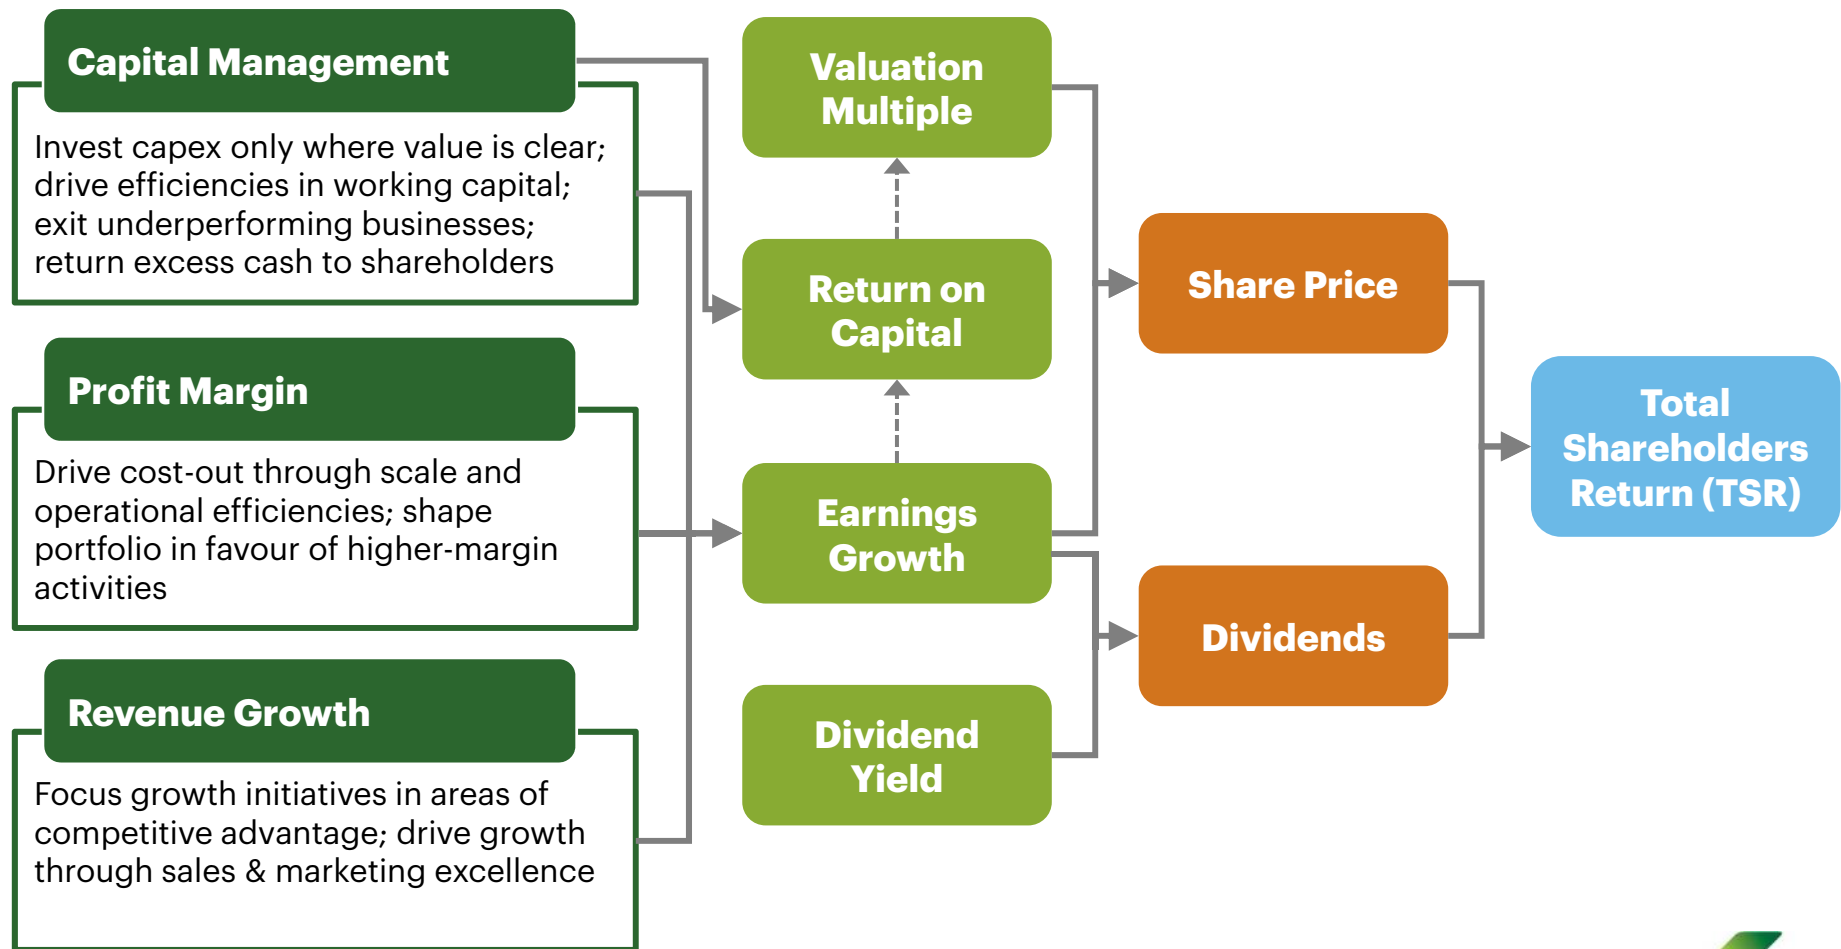 Capital Management
Invest capex only where value is clear;
drive efficiencies in working capital;
exit underperforming businesses;
return excess cash to shareholders
Profit Margin
Drive cost-out through scale and
operational efficiencies; shape
portfolio in favour of higher-margin
activities
Revenue Growth
Focus growth initiatives in areas of
competitive advantage; drive growth
through sales & marketing excellence
Valuation
Multiple
Return on
Capital
Earnings
Growth
Dividend
Yield
Share Price
Dividends
Total
Shareholders
Return (TSR)